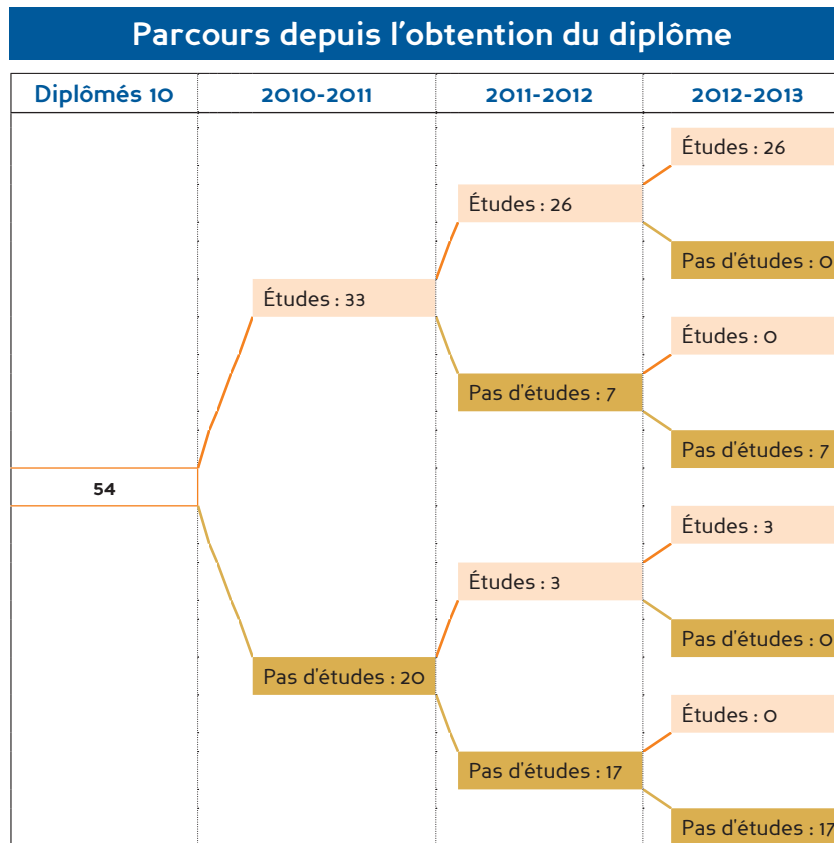 Parcours depuis l'obtention du diplôme
Diplômés 10 2010-2011 2011-2012 2012-2013
Études : 26
Études : 26
Pas d'études : 0
Études : 33
Études : 0
Pas d'études : 7
Pas d'études : 7
54
Études : 3
Études : 3
Pas d'études : 0
Pas d'études : 20
Études : 0
Pas d'études : 17
Pas d'études : 17